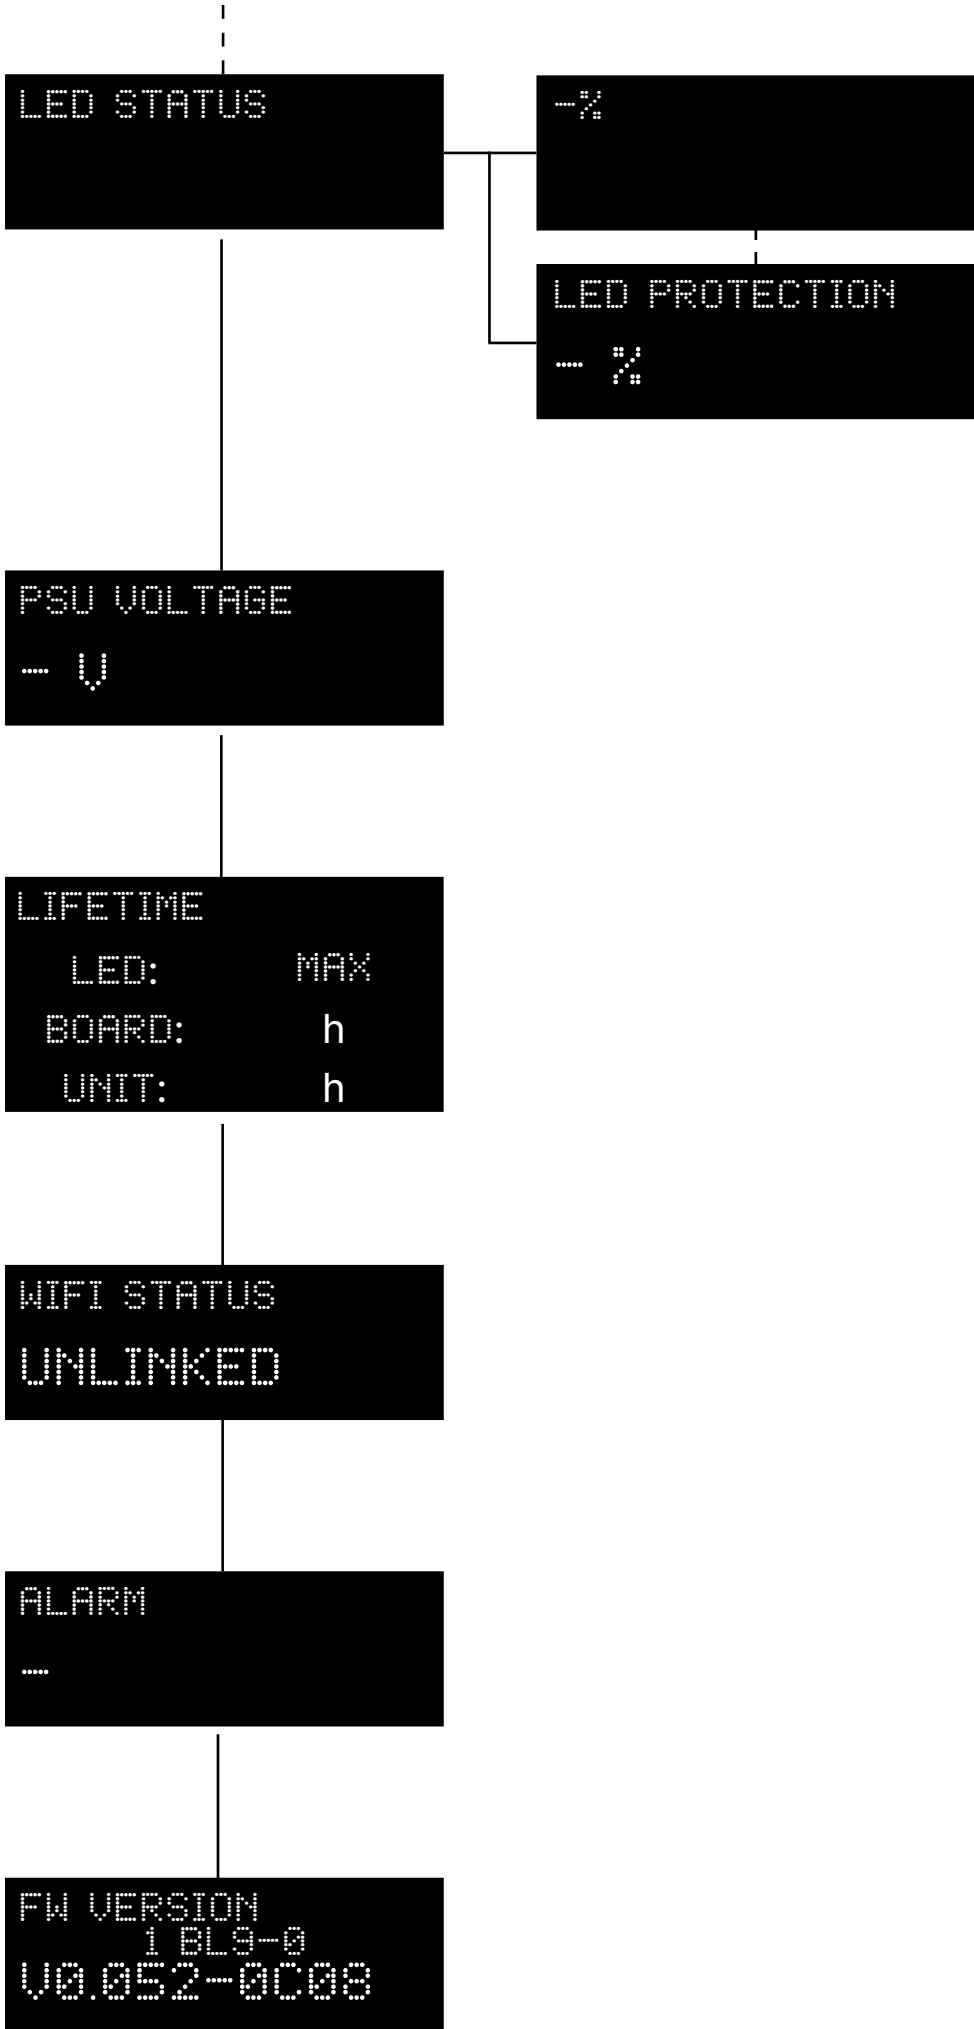 LED STATUS
-%
LED PROTECTION
- %
PSU VOLTAGE
- V
LIFETIME
LED: MAX
BOARD: h
UNIT: h
WIFI STATUS
UNLINKED
ALARM
-
FW VERSION
1 BL9-0
V0.052-0C08